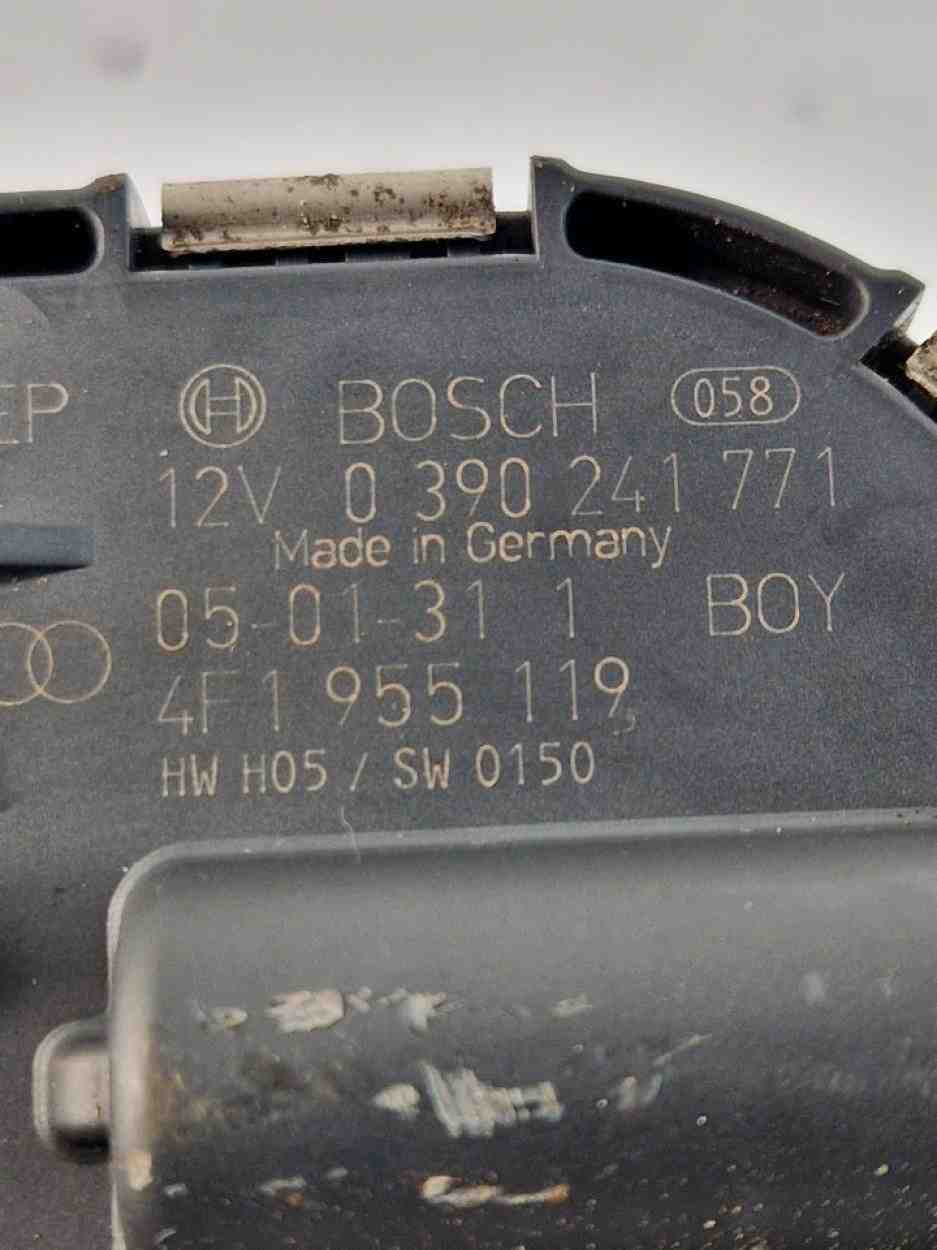 EP
BOSCH 058
12V 0 390 241 771
Made in Germany
05-01-31 1 BOY
4F1 955 119
HW H05 / SW 0150